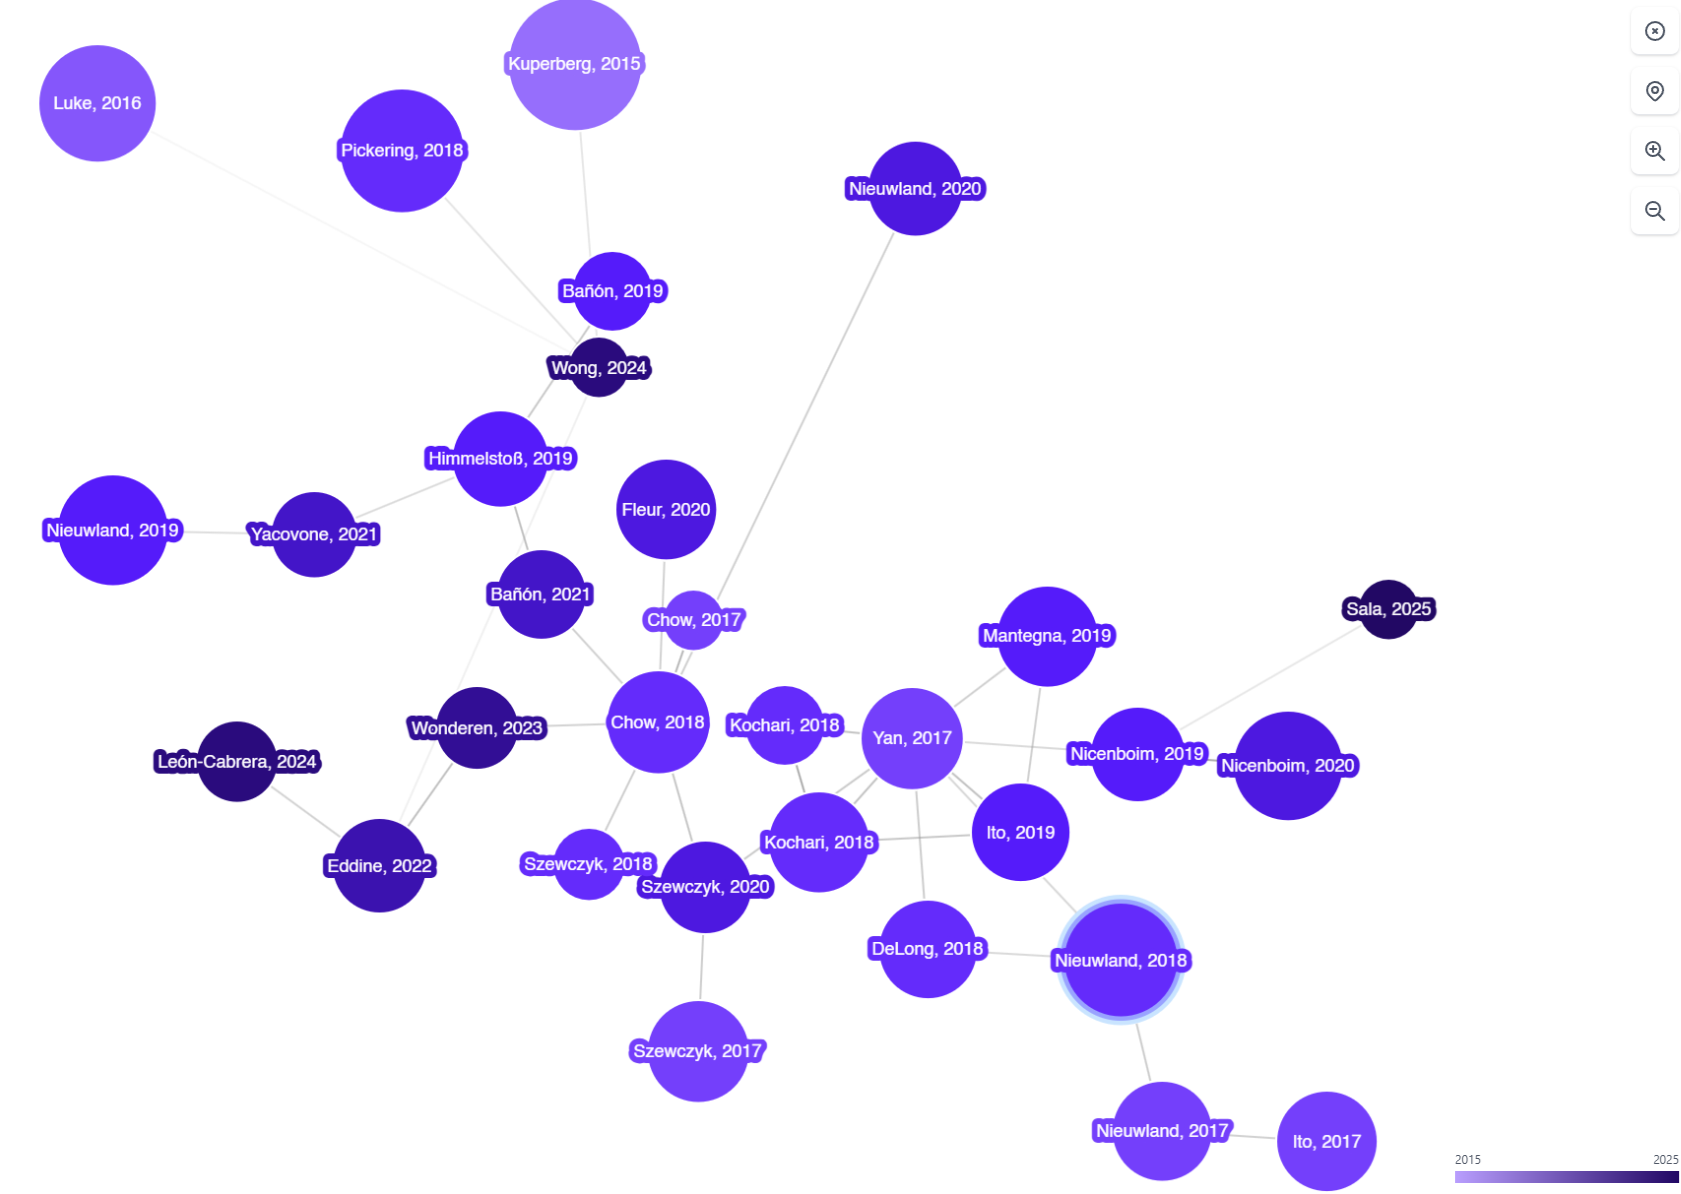 Kuperberg, 2015
Luke, 2016
Pickering, 2018
Nieuwland, 2020
Bañón, 2019
Wong, 2024
Himmelstoß, 2019
Fleur, 2020
Nieuwland, 2019
Yacovone, 2021
Bañón, 2021
Sala, 2025
Chow, 2017
Mantegna, 2019
Chow, 2018
Kochari, 2018
Wonderen, 2023
Yan, 2017
Nicenboim, 2019
León-Cabrera, 2024
Nicenboim, 2020
Ito, 2019
Kochari, 2018
Szewczyk, 2018
Eddine, 2022
Szewczyk, 2020
DeLong, 2018
Nieuwland, 2018
Szewczyk, 2017
Nieuwland, 2017
Ito, 2017
2015
2025